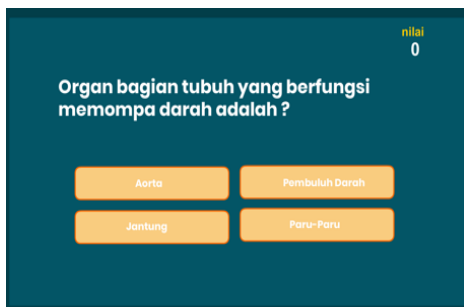 nilai
0
Organ bagian tubuh yang berfungsi
memompa darah adalah ?
Aorta
Pembuluh Darah
Jantung
Paru-Paru